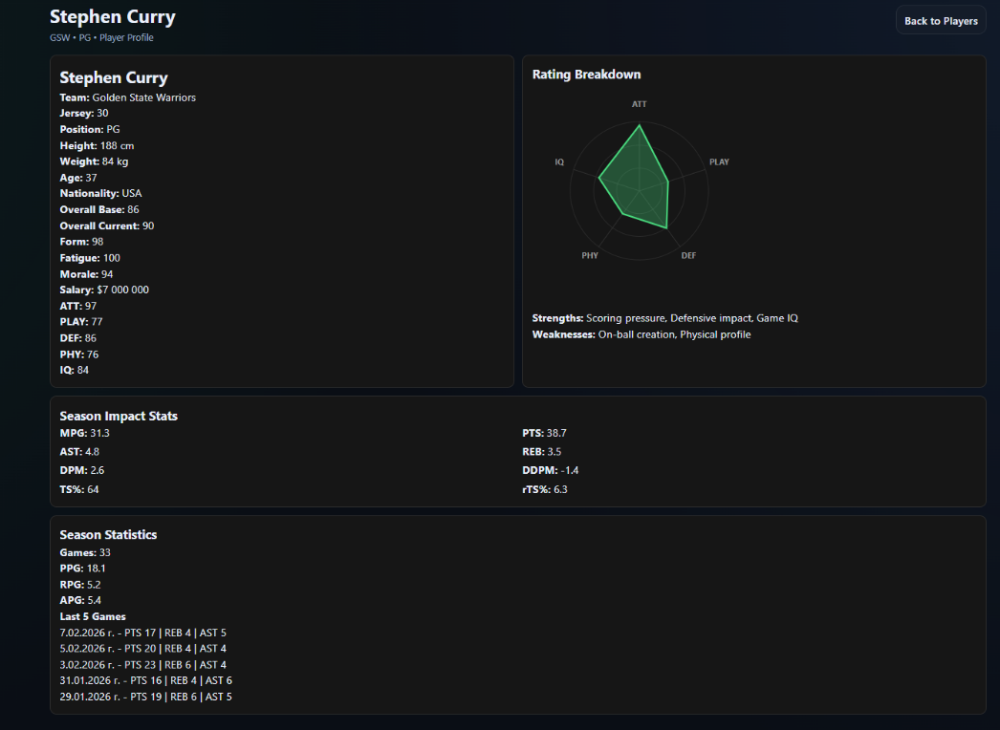 Stephen Curry
GSW • PG • Player Profile
Back to Players
Stephen Curry
Team: Golden State Warriors
Jersey: 30
Position: PG
Height: 188 cm
Weight: 84 kg
Age: 37
Nationality: USA
Overall Base: 86
Overall Current: 90
Form: 98
Fatigue: 100
Morale: 94
Salary: $7 000 000
ATT: 97
PLAY: 77
DEF: 86
PHY: 76
IQ: 84
Rating Breakdown
ATT
IQ
PLAY
PHY
DEF
Strengths: Scoring pressure, Defensive impact, Game IQ
Weaknesses: On-ball creation, Physical profile
Season Impact Stats
MPG: 31.3
PTS: 38.7
AST: 4.8
REB: 3.5
DPM: 2.6
DDPM: -1.4
TS%: 64
rTS%: 6.3
Season Statistics
Games: 33
PPG: 18.1
RPG: 5.2
APG: 5.4
Last 5 Games
7.02.2026 г. - PTS 17 | REB 4 | AST 5
5.02.2026 г. - PTS 20 | REB 4 | AST 4
3.02.2026 г. - PTS 23 | REB 6 | AST 4
31.01.2026 г. - PTS 16 | REB 4 | AST 6
29.01.2026 г. - PTS 19 | REB 6 | AST 5